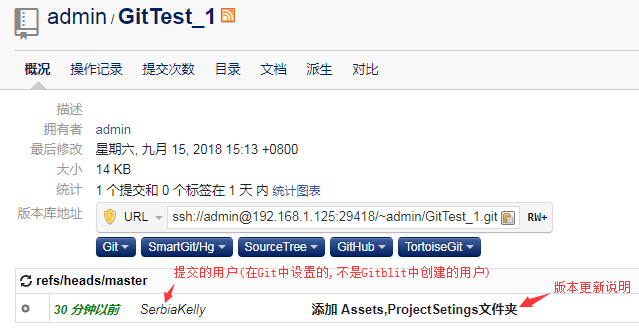 admin / GitTest_1
概况 操作记录 提交次数 目录 文档 派生 对比
描述
拥有者 admin
最后修改 星期六, 九月 15, 2018 15:13 +0800
大小 14 KB
统计 1 个提交和 0 个标签在 1 天 内 统计图表
版本库地址 URL ssh://admin@192.168.1.125:29418/~admin/GitTest_1.git RW+
Git SmartGit/Hg SourceTree GitHub TortoiseGit
提交的用户(在Git中设置的,不是Gitblit中创建的用户)
refs/heads/master
版本更新说明
30 分钟以前 SerbiaKelly 添加 Assets,ProjectSetings文件夹